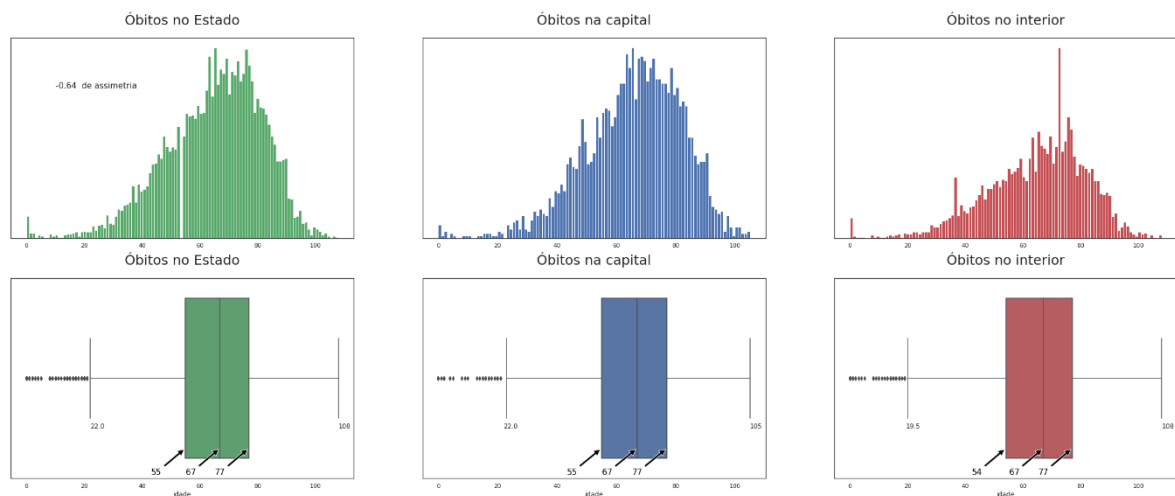 Óbitos no Estado
Óbitos na capital
Óbitos no interior
-0.64 de assimetria
0 20 40 60 80 100
0 20 40 60 80 100
0 20 40 60 80 100
Óbitos no Estado
Óbitos na capital
Óbitos no interior
22.0
108
22.0
105
19.5
108
55 67 77
55 67 77
54 67 77
0 20 40 60 80 100
0 20 40 60 80 100
0 20 40 60 80 100
idade
idade
idade